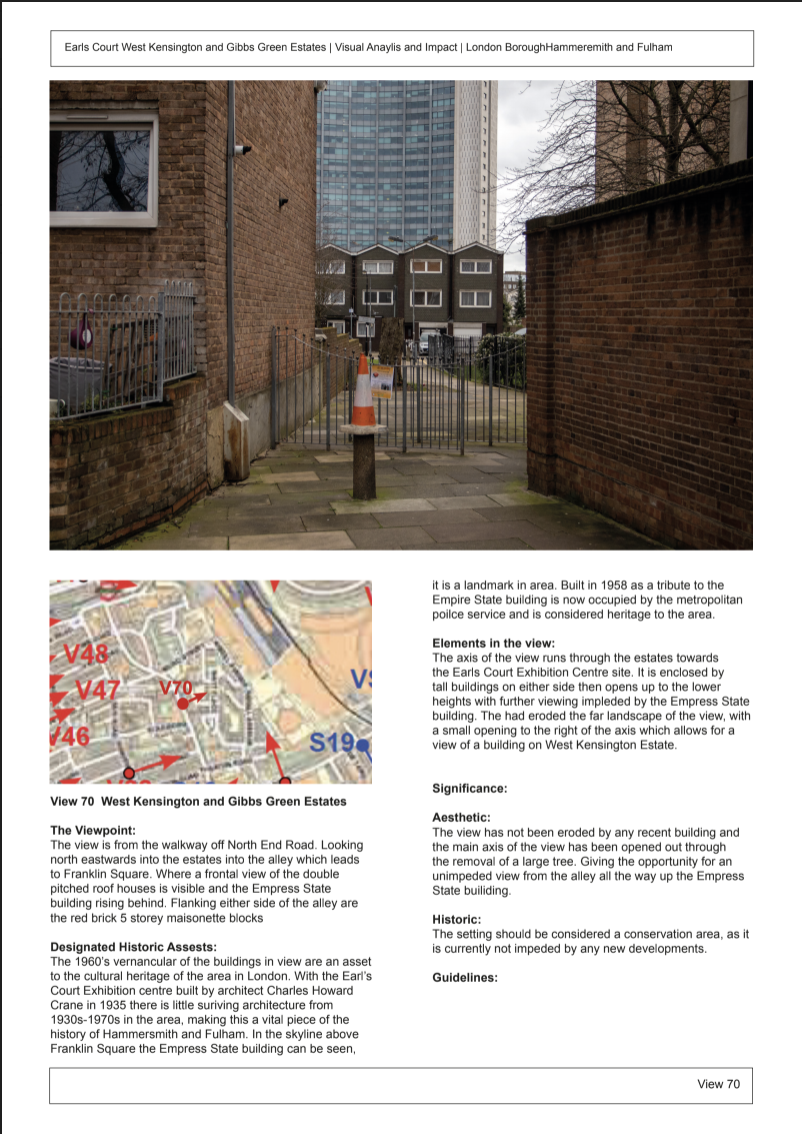 Earls Court West Kensington and Gibbs Green Estates | Visual Anaylis and Impact | London BoroughHammeremith and Fulham
V48
V47
V70
V46
S19
View 70 West Kensington and Gibbs Green Estates
The Viewpoint:
The view is from the walkway off North End Road. Looking
north eastwards into the estates into the alley which leads
to Franklin Square. Where a frontal view of the double
pitched roof houses is visible and the Empress State
building rising behind. Flanking either side of the alley are
the red brick 5 storey maisonette blocks
Designated Historic Assests:
The 1960's vernancular of the buildings in view are an asset
to the cultural heritage of the area in London. With the Earl's
Court Exhibition centre built by architect Charles Howard
Crane in 1935 there is little suriving architecture from
1930s-1970s in the area, making this a vital piece of the
history of Hammersmith and Fulham. In the skyline above
Franklin Square the Empress State building can be seen,
it is a landmark in area. Built in 1958 as a tribute to the
Empire State building is now occupied by the metropolitan
poilce service and is considered heritage to the area.
Elements in the view:
The axis of the view runs through the estates towards
the Earls Court Exhibition Centre site. It is enclosed by
tall buildings on either side then opens up to the lower
heights with further viewing impleded by the Empress State
building. The had eroded the far landscape of the view, with
a small opening to the right of the axis which allows for a
view of a building on West Kensington Estate.
Significance:
Aesthetic:
The view has not been eroded by any recent building and
the main axis of the view has been opened out through
the removal of a large tree. Giving the opportunity for an
unimpeded view from the alley all the way up the Empress
State builiding.
Historic:
The setting should be considered a conservation area, as it
is currently not impeded by any new developments.
Guidelines:
View 70